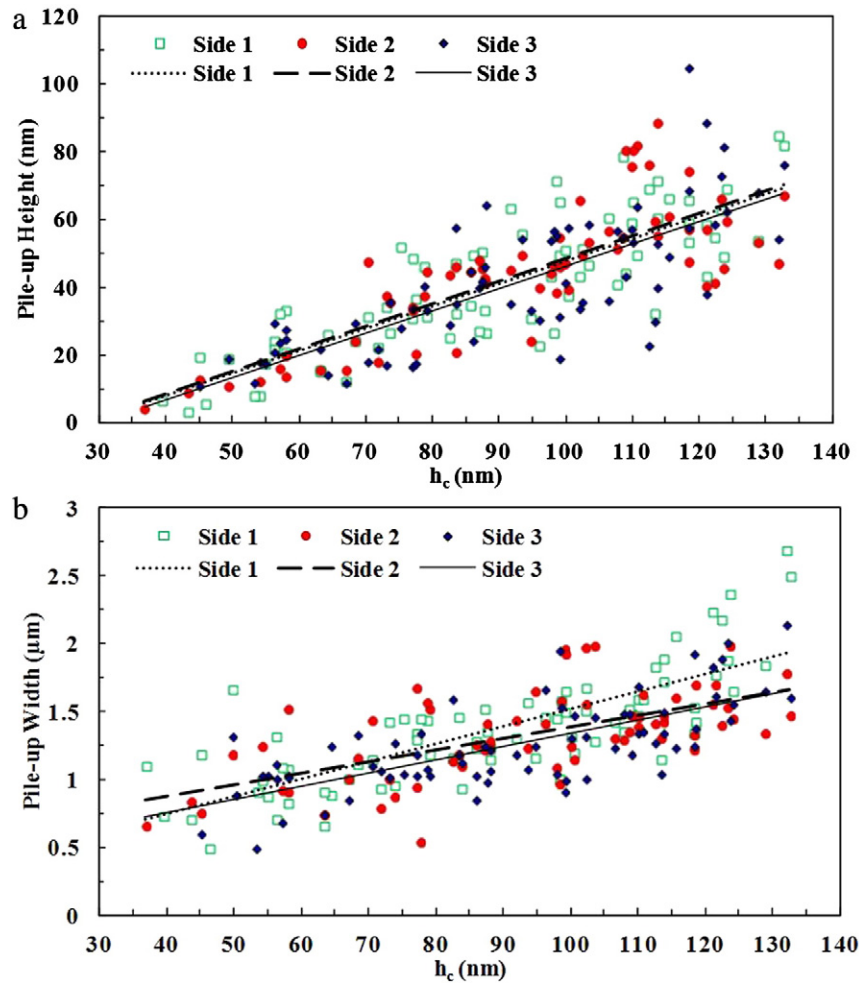 a
120
100
80
60
40
20
0
Pile-up Height (nm)
Side 1 Side 2 Side 3
Side 1 Side 2 Side 3
30 40 50 60 70 80 90 100 110 120 130 140
hc (nm)
b
3
2.5
2
1.5
1
0.5
0
Pile-up Width (μm)
Side 1 Side 2 Side 3
Side 1 Side 2 Side 3
30 40 50 60 70 80 90 100 110 120 130 140
hc (nm)